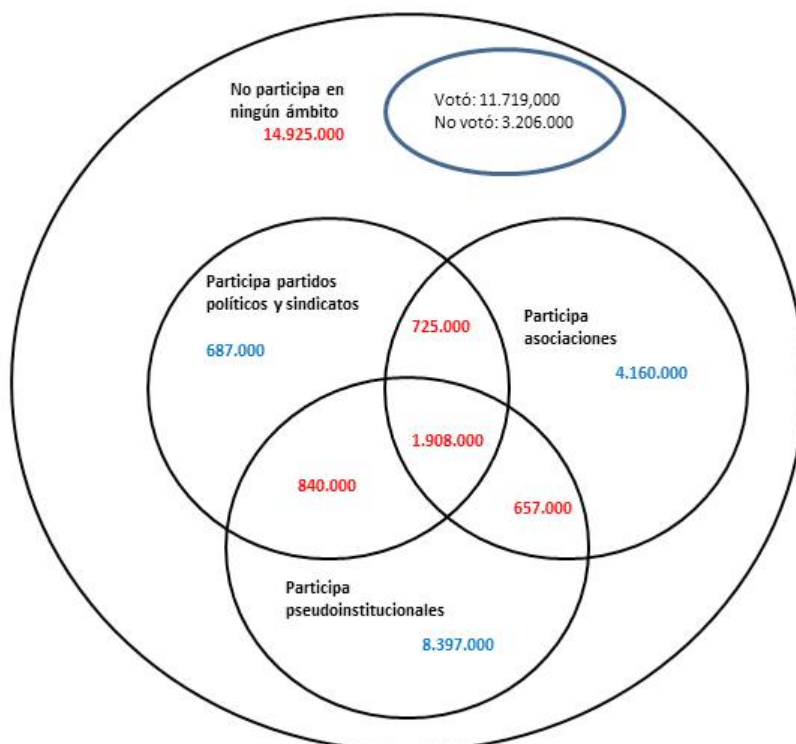 No participa en
ningún ámbito
14.925.000
Votó: 11.719,000
No votó: 3.206.000
Participa partidos
políticos y sindicatos
687.000
725.000
Participa
asociaciones
4.160.000
1.908.000
840.000
657.000
Participa
pseudoinstitucionales
8.397.000